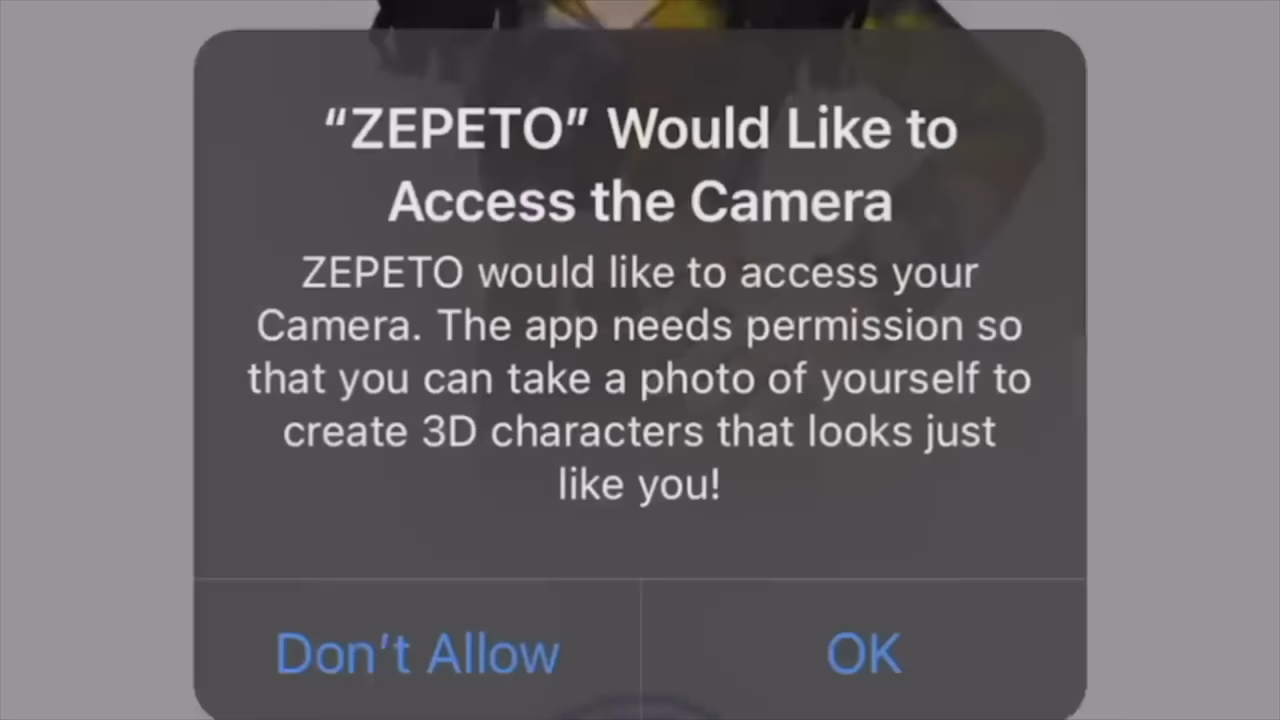 “ZEPETO” Would Like to
Access the Camera
ZEPETO would like to access your
Camera. The app needs permission so
that you can take a photo of yourself to
create 3D characters that looks just
like you!
Don’t Allow
OK